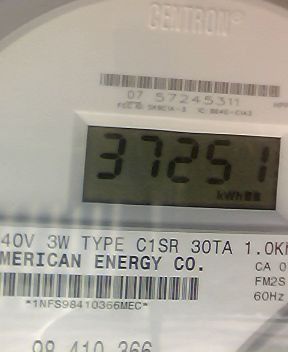 CENTRON®
07 57245311
37251
kWh
40V 3W TYPE C1SR 30TA 1.0K
MERICAN ENERGY CO.
CA 0
FM2S
*1NFS98410366MEC*
60Hz
98 410 366